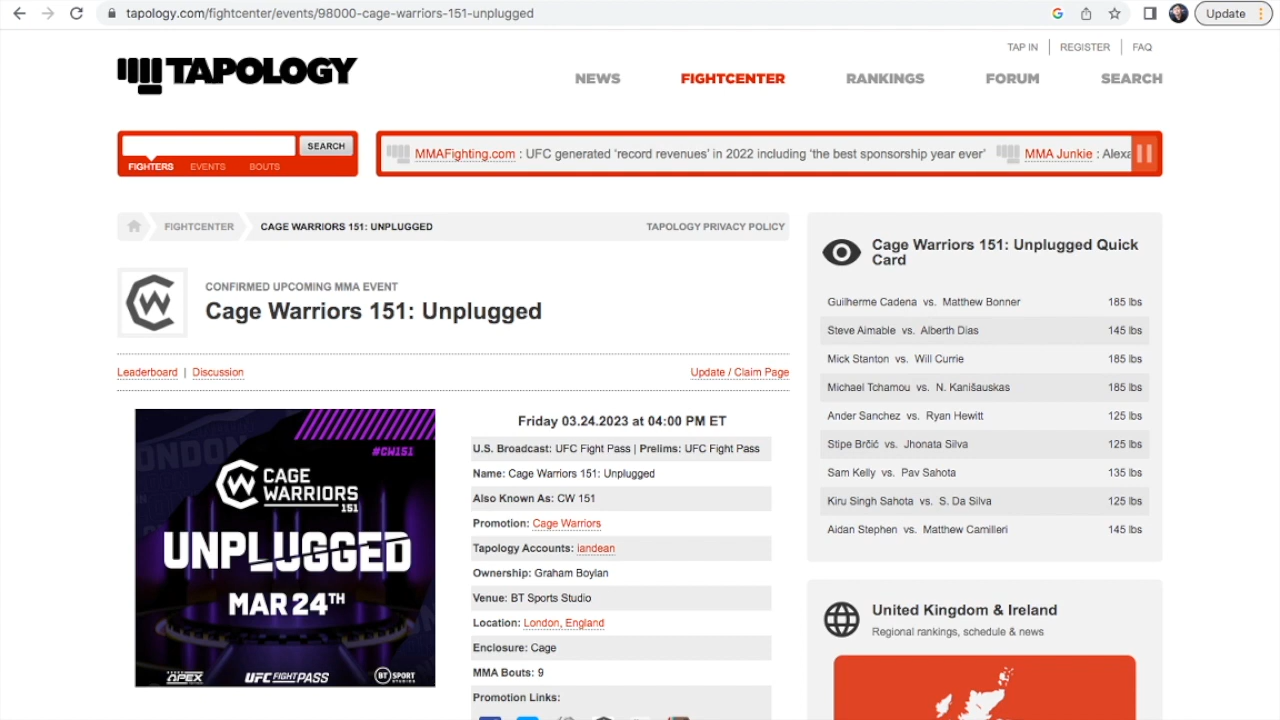 tapology.com/fightcenter/events/98000-cage-warriors-151-unplugged
Update
TAP IN
REGISTER
FAQ
TAPOLOGY
NEWS
FIGHTCENTER
RANKINGS
FORUM
SEARCH
SEARCH
FIGHTERS
EVENTS
BOUTS
MMAFighting.com : UFC generated ‘record revenues’ in 2022 including ‘the best sponsorship year ever’
MMA Junkie : Alexa
FIGHTCENTER
CAGE WARRIORS 151: UNPLUGGED
TAPOLOGY PRIVACY POLICY
CONFIRMED UPCOMING MMA EVENT
Cage Warriors 151: Unplugged
Leaderboard | Discussion
Update / Claim Page
LONDON
#CW151
CAGE
WARRIORS
151
UNPLUGGED
MAR 24TH
APEX
UFC FIGHT PASS
BT SPORT
STUDIOS
Friday 03.24.2023 at 04:00 PM ET
U.S. Broadcast: UFC Fight Pass | Prelims: UFC Fight Pass
Name: Cage Warriors 151: Unplugged
Also Known As: CW 151
Promotion: Cage Warriors
Tapology Accounts: iandean
Ownership: Graham Boylan
Venue: BT Sports Studio
Location: London, England
Enclosure: Cage
MMA Bouts: 9
Promotion Links:
Cage Warriors 151: Unplugged Quick
Card
Guilherme Cadena vs. Matthew Bonner 185 lbs
Steve Aimable vs. Alberth Dias 145 lbs
Mick Stanton vs. Will Currie 185 lbs
Michael Tchamou vs. N. Kanišauskas 185 lbs
Ander Sanchez vs. Ryan Hewitt 125 lbs
Stipe Brčić vs. Jhonata Silva 125 lbs
Sam Kelly vs. Pav Sahota 135 lbs
Kiru Singh Sahota vs. S. Da Silva 125 lbs
Aidan Stephen vs. Matthew Camilleri 145 lbs
United Kingdom & Ireland
Regional rankings, schedule & news